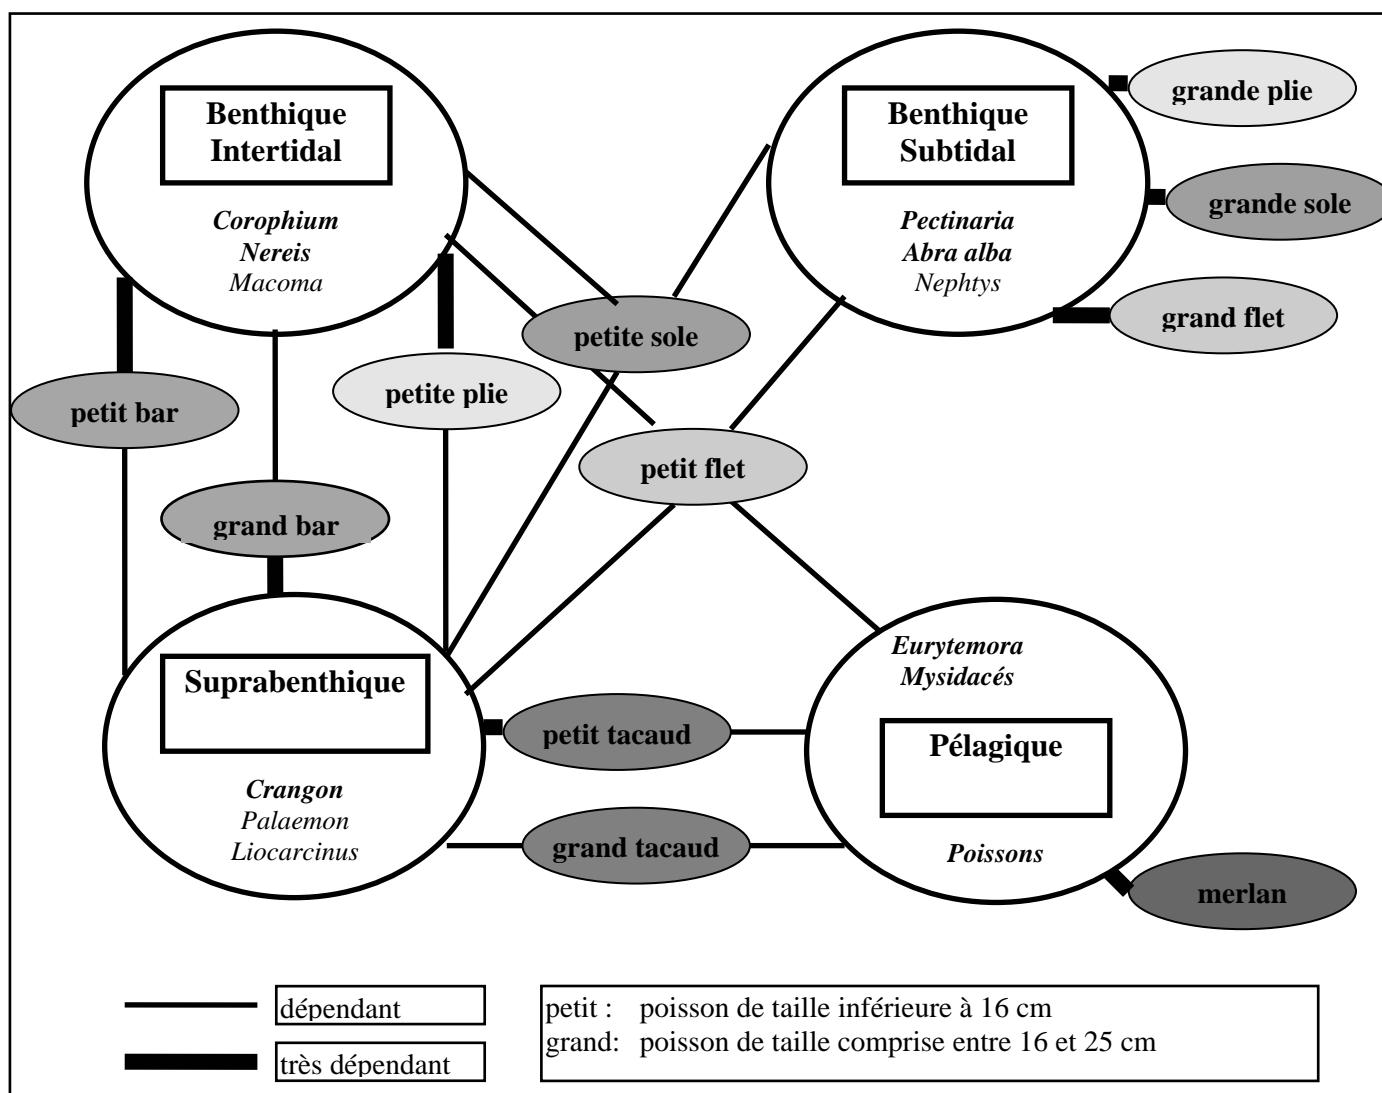 Benthique
Intertidal
Corophium
Nereis
Macoma
Benthique
Subtidal
Pectinaria
Abra alba
Nephtys
grande plie
grande sole
grand flet
petite sole
petit bar
petite plie
petit flet
grand bar
Suprabenthique
Crangon
Palaemon
Liocarcinus
petit tacaud
grand tacaud
Eurytemora
Mysidacés
Pélagique
Poissons
merlan
dépendant
très dépendant
petit : poisson de taille inférieure à 16 cm
grand: poisson de taille comprise entre 16 et 25 cm